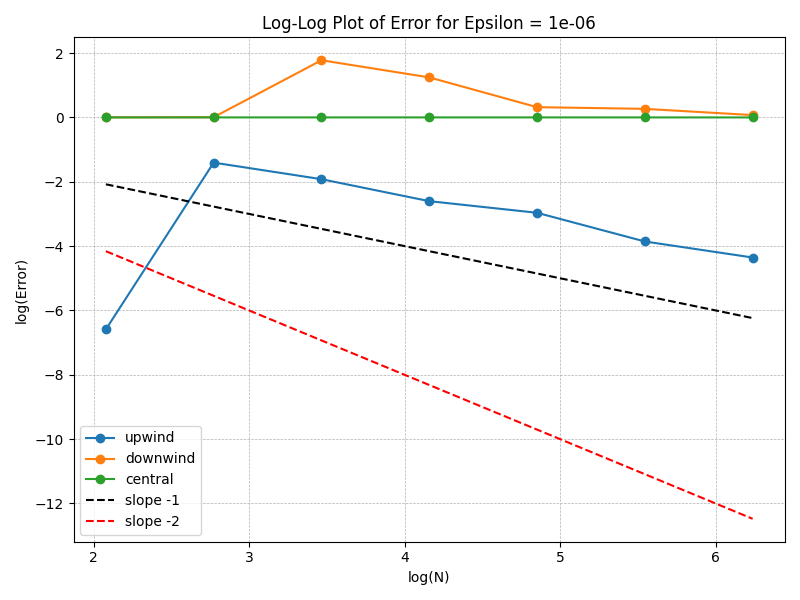 Log-Log Plot of Error for Epsilon = 1e-06
log(Error)
2
0
−2
−4
−6
−8
−10
−12
upwind
downwind
central
slope -1
slope -2
2 3 4 5 6
log(N)